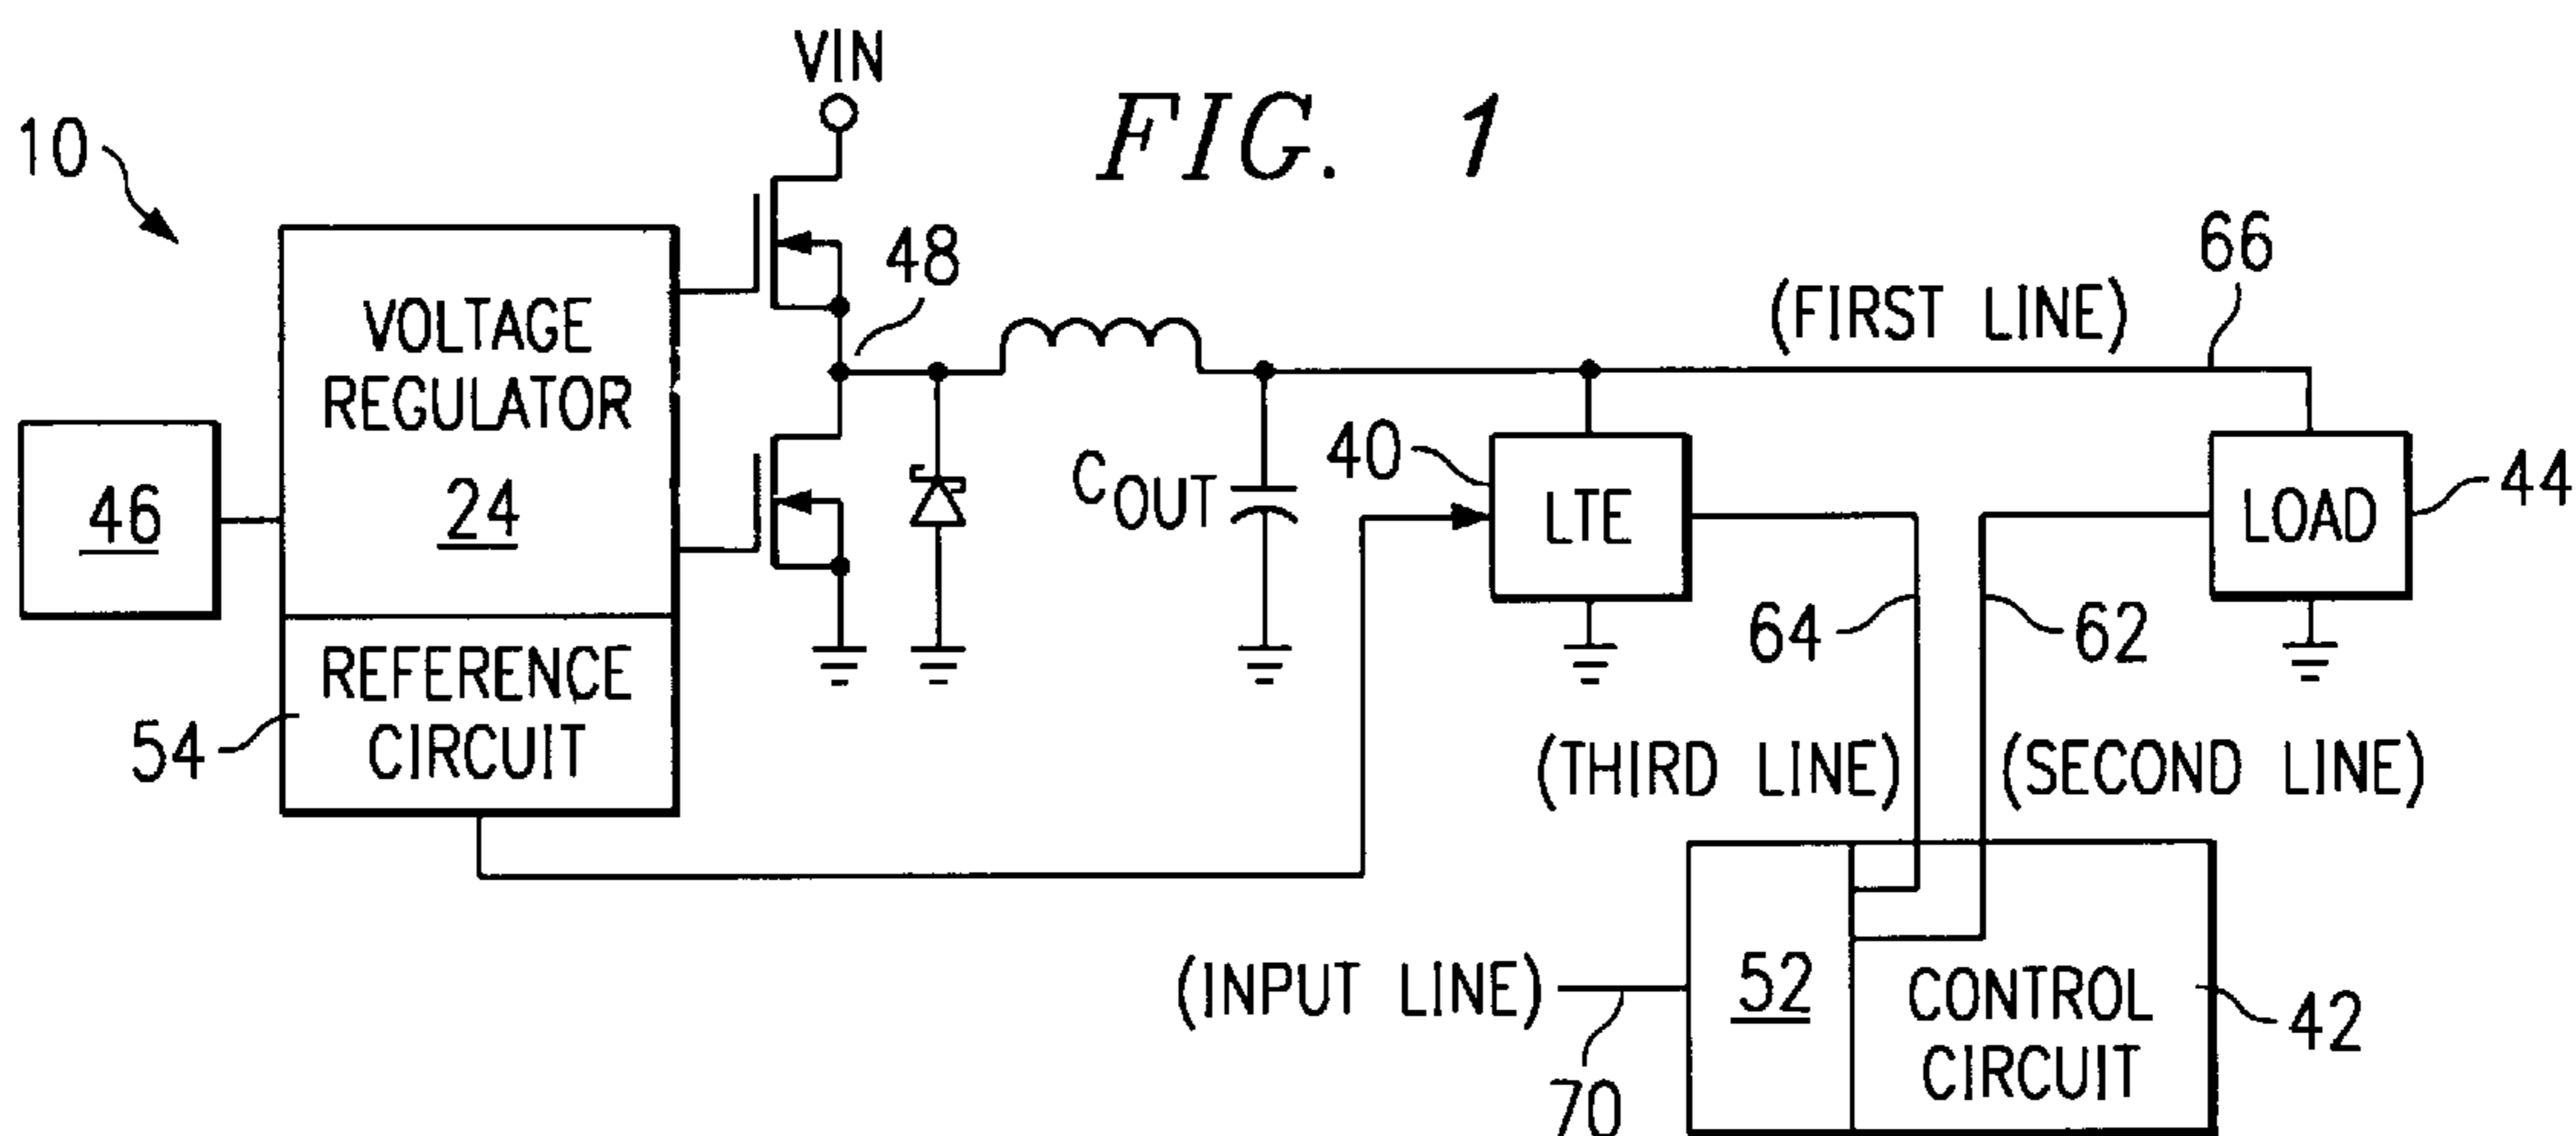 VIN
FIG. 1
10
48
66
(FIRST LINE)
VOLTAGE
REGULATOR
24
46
40
C OUT
LTE
LOAD
44
64
62
REFERENCE
CIRCUIT
54
(THIRD LINE)
(SECOND LINE)
(INPUT LINE)
52
CONTROL
CIRCUIT
42
70